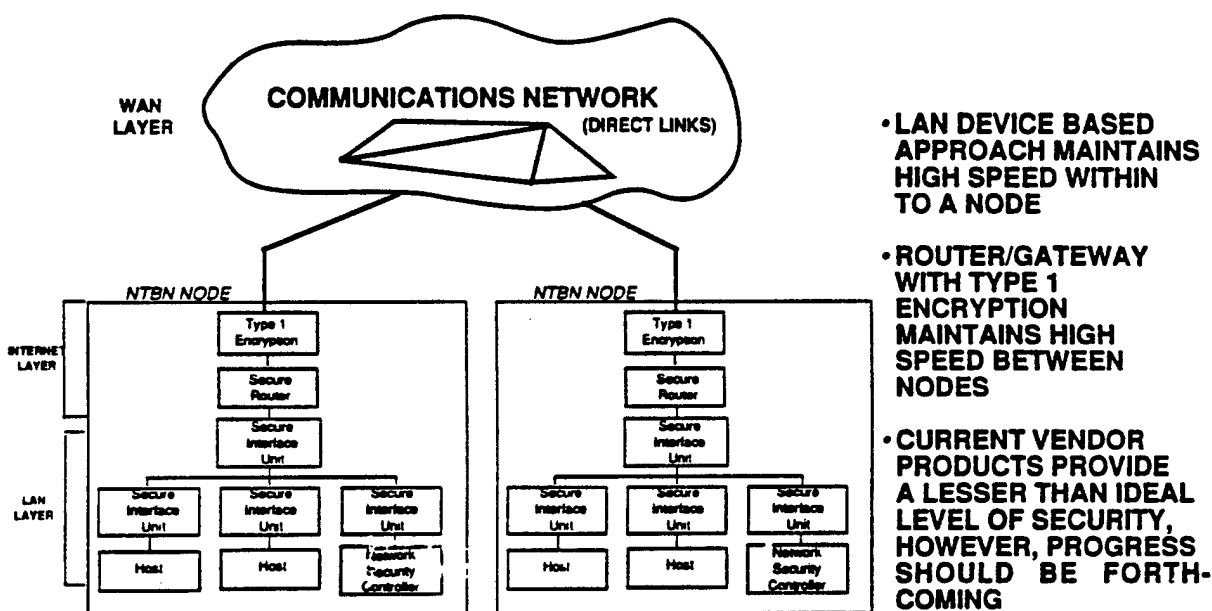 COMMUNICATIONS NETWORK
(DIRECT LINKS)
WAN
LAYER
NTBN NODE
Type 1
Encryption
Secure
Router
Secure
Interface
Unit
Secure
Interface
Unit
Secure
Interface
Unit
Secure
Interface
Unit
Host
Host
Network
Security
Controller
NTBN NODE
Type 1
Encryption
Secure
Router
Secure
Interface
Unit
Secure
Interface
Unit
Secure
Interface
Unit
Secure
Interface
Unit
Host
Host
Network
Security
Controller
INTERNET
LAYER
LAN
LAYER
• LAN DEVICE BASED
APPROACH MAINTAINS
HIGH SPEED WITHIN
TO A NODE
• ROUTER/GATEWAY
WITH TYPE 1
ENCRYPTION
MAINTAINS HIGH
SPEED BETWEEN
NODES
• CURRENT VENDOR
PRODUCTS PROVIDE
A LESSER THAN IDEAL
LEVEL OF SECURITY,
HOWEVER, PROGRESS
SHOULD BE FORTH-
COMING